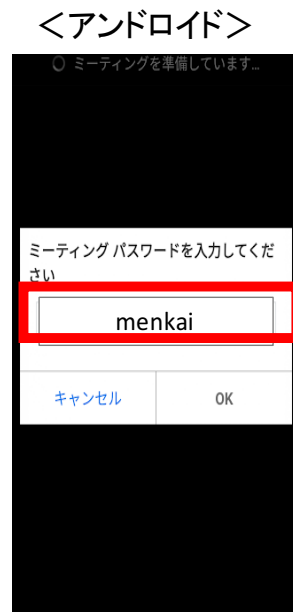 ＜アンドロイド＞
ミーティングを準備しています...
ミーティング パスワードを入力してくだ
さい
menkai
キャンセル OK